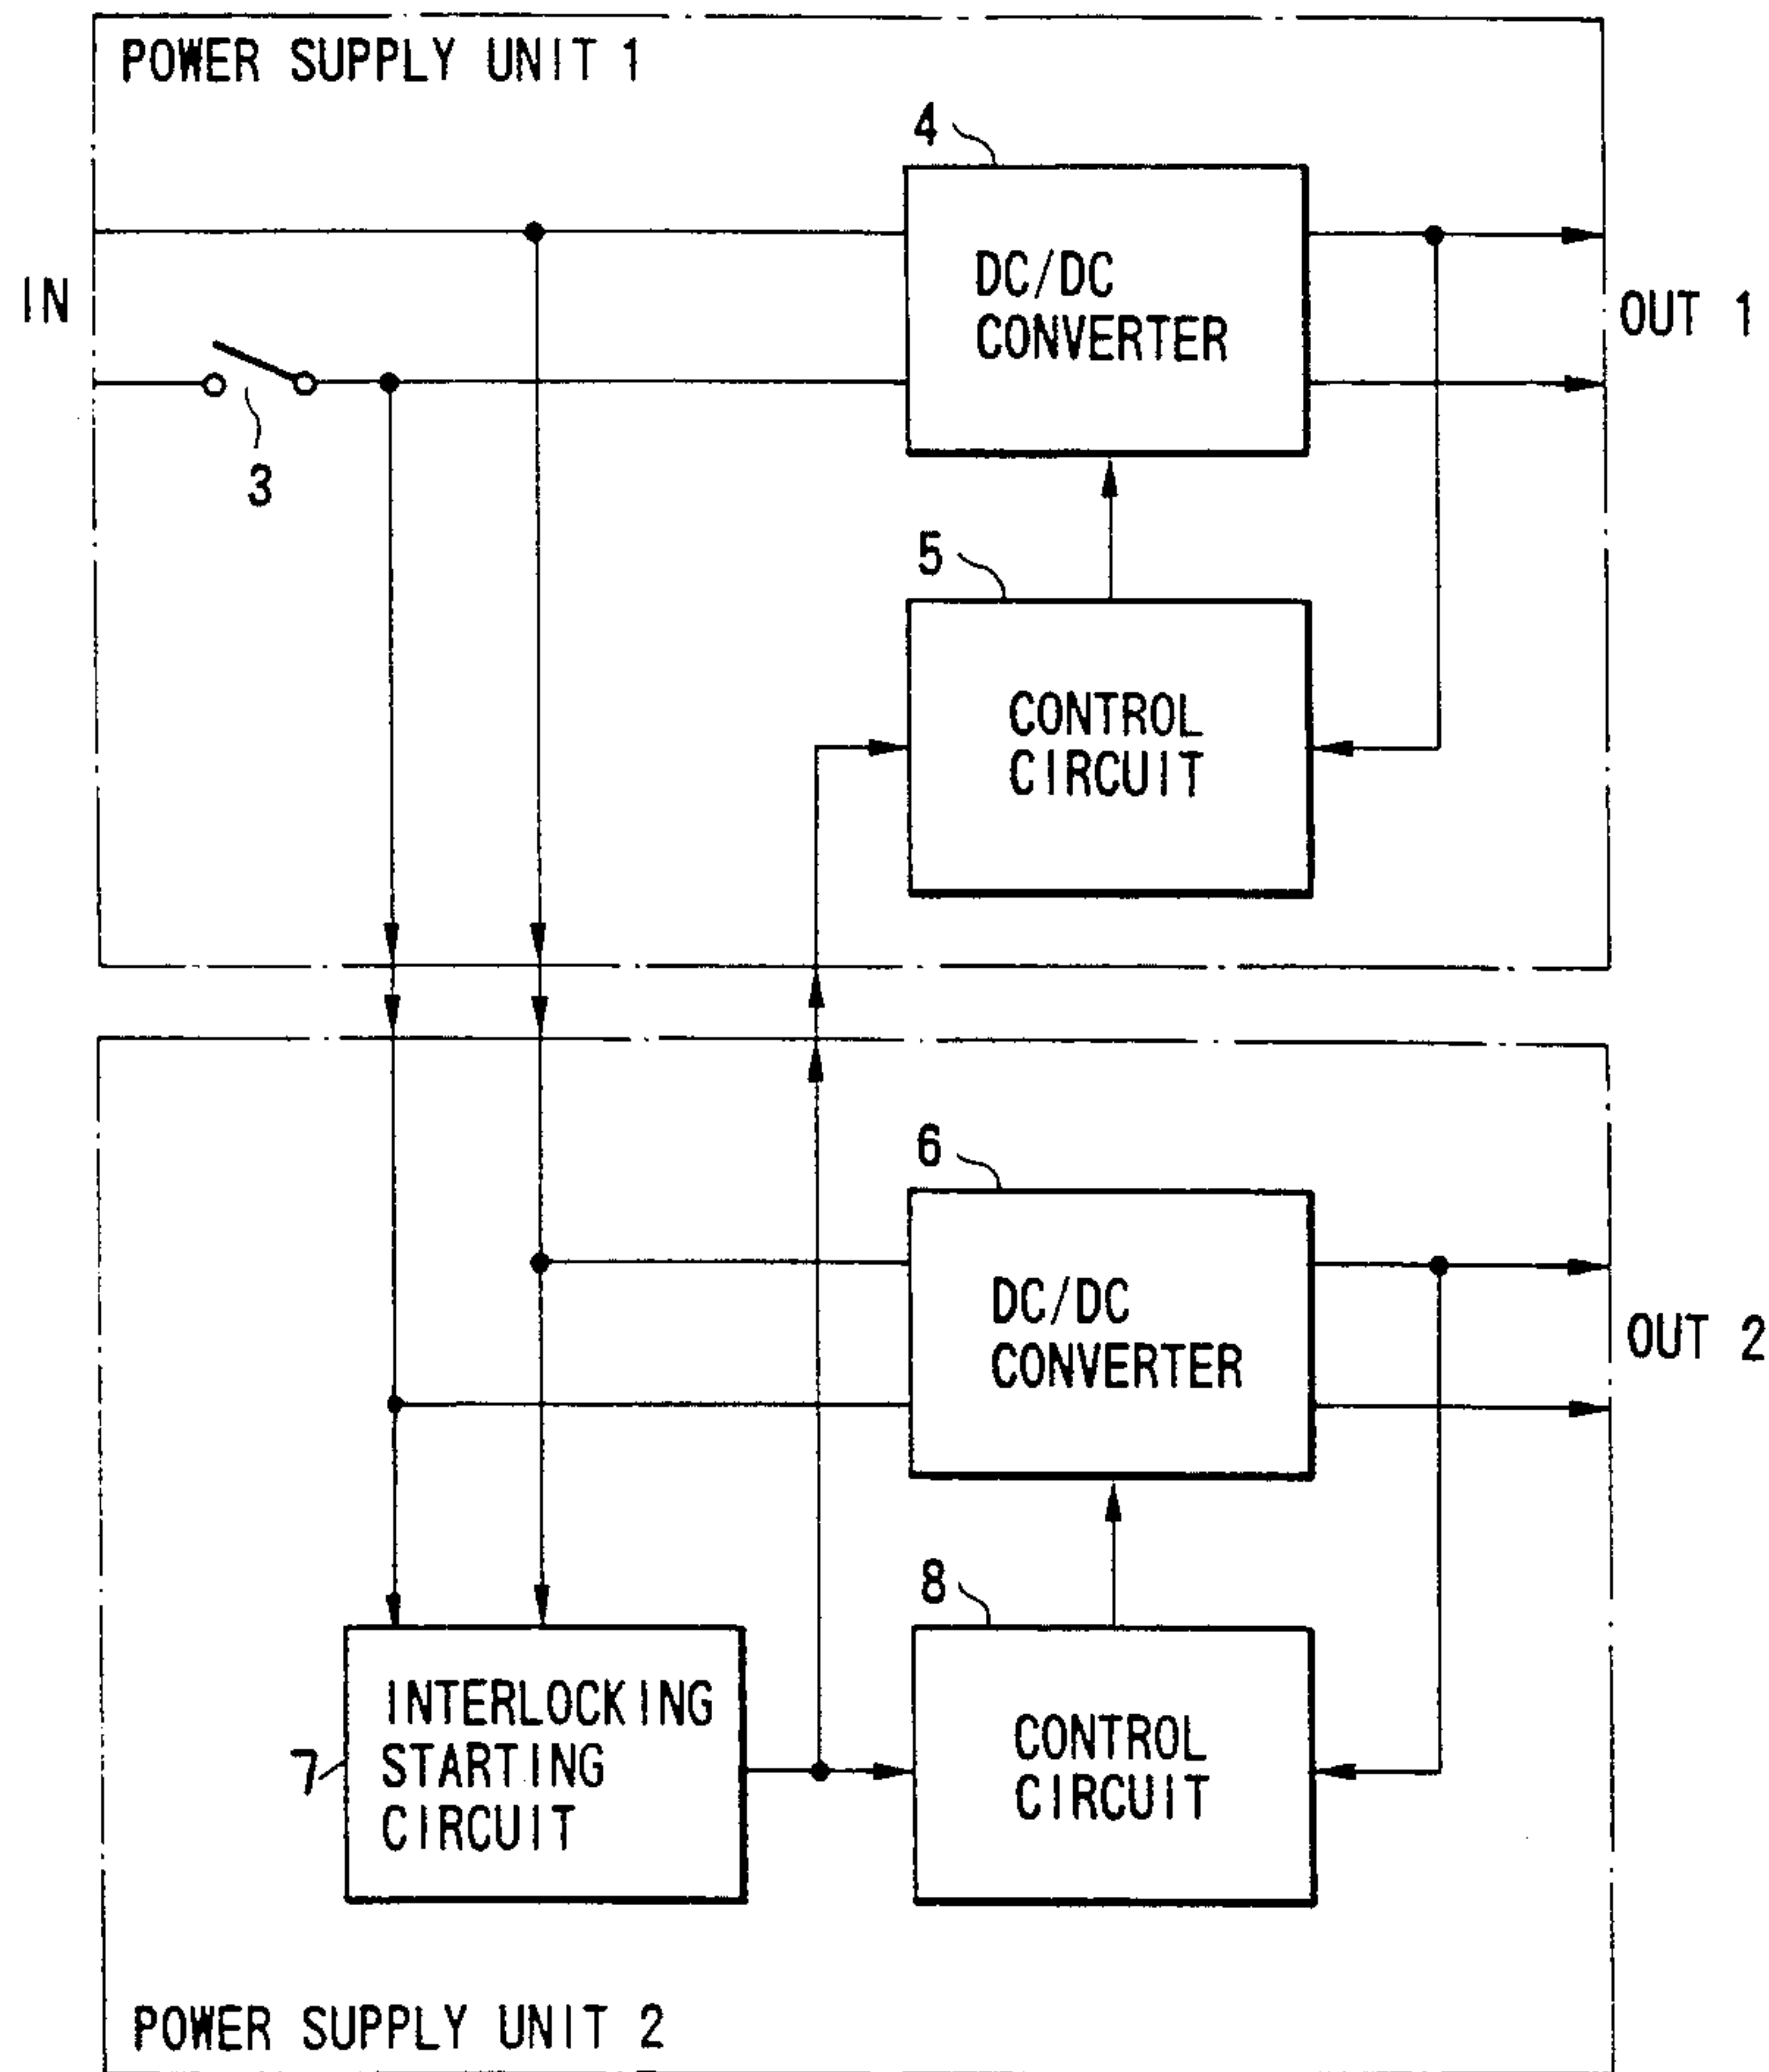 POWER SUPPLY UNIT 1
4
DC/DC
CONVERTER
IN
OUT 1
3
5
CONTROL
CIRCUIT
6
DC/DC
CONVERTER
OUT 2
8
7
INTERLOCKING
STARTING
CIRCUIT
CONTROL
CIRCUIT
POWER SUPPLY UNIT 2